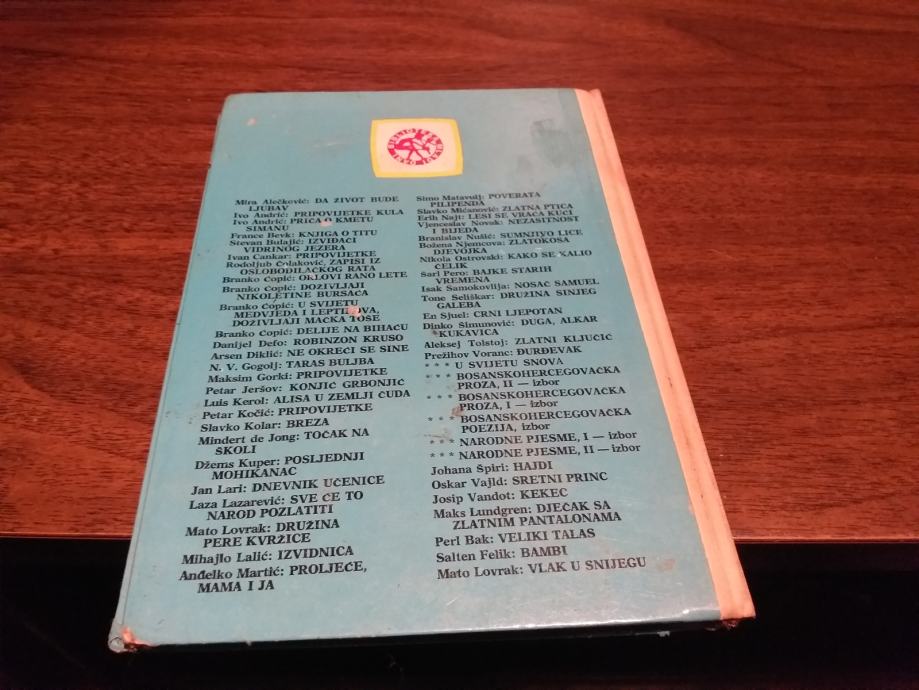 BIBLIOTEKA
MLADI DANI
Mira Alečković: DA ŽIVOT BUDE
LJUBAV
Ivo Andrić: PRIPOVIJETKE KULA
Ivo Andrić: PRIČA O KMETU
SIMANU
France Bevk: KNJIGA O TITU
Stevan Bulajić: IZVIĐAČI
VIDRINOG JEZERA
Ivan Cankar: PRIPOVIJETKE
Rodoljub Čolaković, ZAPISI IZ
OSLOBODILAČKOG RATA
Branko Ćopić: ORLOVI RANO LETE
Branko Ćopić: DOŽIVLJAJI
NIKOLETINE BURSAĆA
Branko Ćopić: U SVIJETU
MEDVJEDA I LEPTIROVA,
DOŽIVLJAJI MAČKA TOŠE
Branko Ćopić: DELIJE NA BIHAĆU
Danijel Defo: ROBINZON KRUSO
Arsen Diklić: NE OKREĆI SE SINE
N. V. Gogolj: TARAS BULJBA
Maksim Gorki: PRIPOVIJETKE
Petar Jeršov: KONJIC GRBONJIĆ
Luis Kerol: ALISA U ZEMLJI ČUDA
Petar Kočić: PRIPOVIJETKE
Slavko Kolar: BREZA
Mindert de Jong: TOČAK NA
ŠKOLI
Džems Kuper: POSLJEDNJI
MOHIKANAC
Jan Lari: DNEVNIK UČENICE
Laza Lazarević: SVE ĆE TO
NAROD POZLATITI
Mato Lovrak: DRUŽINA
PERE KVRŽICE
Mihajlo Lalić: IZVIDNICA
Anđelko Martić: PROLJEĆE,
MAMA I JA
Simo Matavulj: POVERATA
PILIPENDA
Slavko Mićanović: ZLATNA PTICA
Erih Najt: LESI SE VRAĆA KUĆI
Vjenceslav Novak: NEZASITNOST
I BIJEDA
Branislav Nušić: SUMNJIVO LICE
Božena Njemcova: ZLATOKOSA
DJEVOJKA
Nikola Ostrovski: KAKO SE KALIO
ČELIK
Šarl Pero: BAJKE STARIH
VREMENA
Isak Samokovlija: NOSAČ SAMUEL
Tone Seliškar: DRUŽINA SINJEG
GALEBA
En Sjuel: CRNI LJEPOTAN
Dinko Šimunović: DUGA, ALKAR
KUKAVICA
Aleksej Tolstoj: ZLATNI KLJUČIĆ
Prežihov Voranc: ĐURĐEVAK
* * * U SVIJETU SNOVA
* * * BOSANSKOHERCEGOVAČKA
PROZA, II — izbor
* * * BOSANSKOHERCEGOVAČKA
PROZA, I — izbor
* * * BOSANSKOHERCEGOVAČKA
POEZIJA, izbor
* * * NARODNE PJESME, I — izbor
* * * NARODNE PJESME, II — izbor
Johana Špiri: HAJDI
Oskar Vajld: SRETNI PRINC
Josip Vandot: KEKEC
Maks Lundgren: DJEČAK SA
ZLATNIM PANTALONAMA
Perl Bak: VELIKI TALAS
Salten Felik: BAMBI
Mato Lovrak: VLAK U SNIJEGU